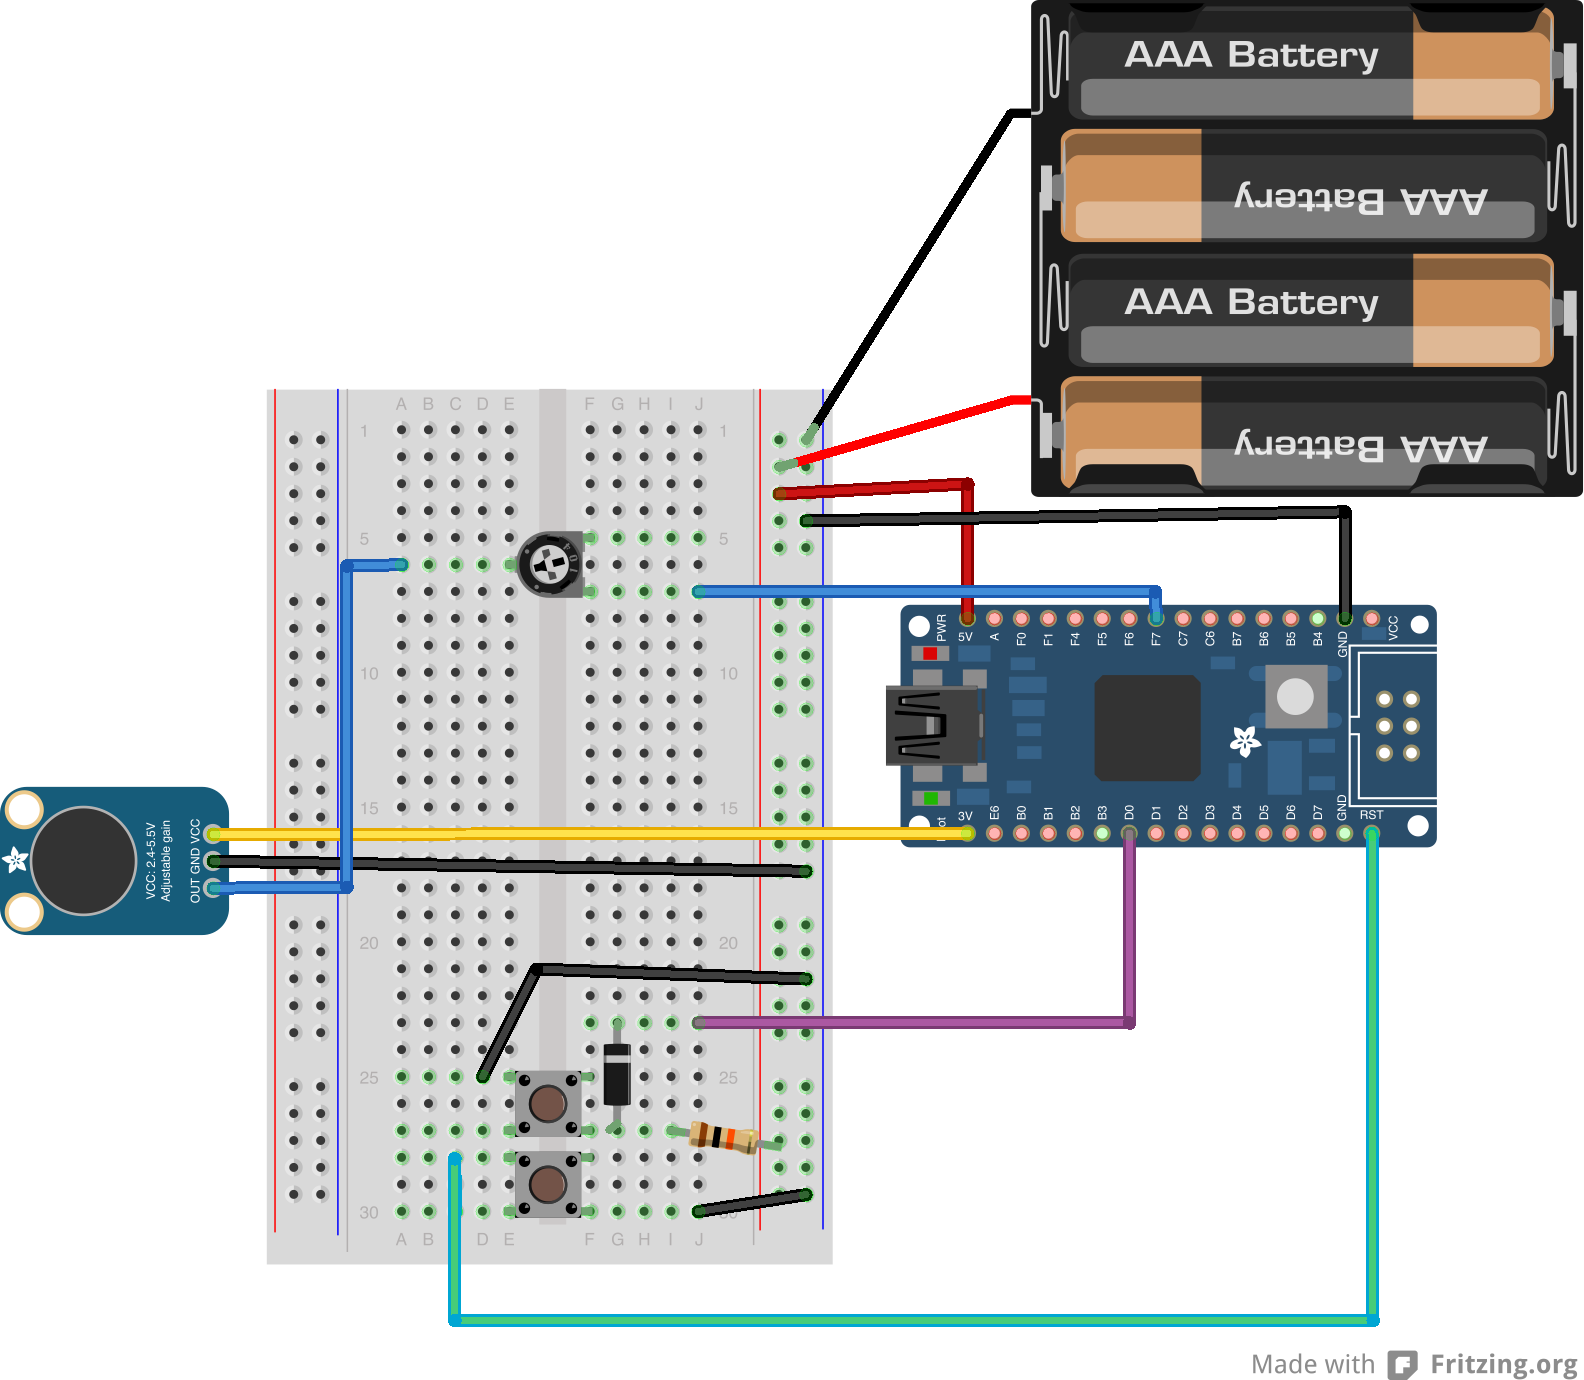 AAA Battery
AAA Battery
AAA Battery
AAA Battery
A B C D E F G H I J
1 1
5 5
10 10
15 15
20 20
25 25
30 30
A B D E F G H I J
VCC: 2.4-5.5V
Adjustable gain
OUT GND VCC
PWR
5V A F0 F1 F4 F5 F6 F7 C7 C6 B7 B6 B5 B4 GND VCC
3V E6 B0 B1 B2 B3 D0 D1 D2 D3 D4 D5 D6 D7 GND RST
Made with Fritzing.org